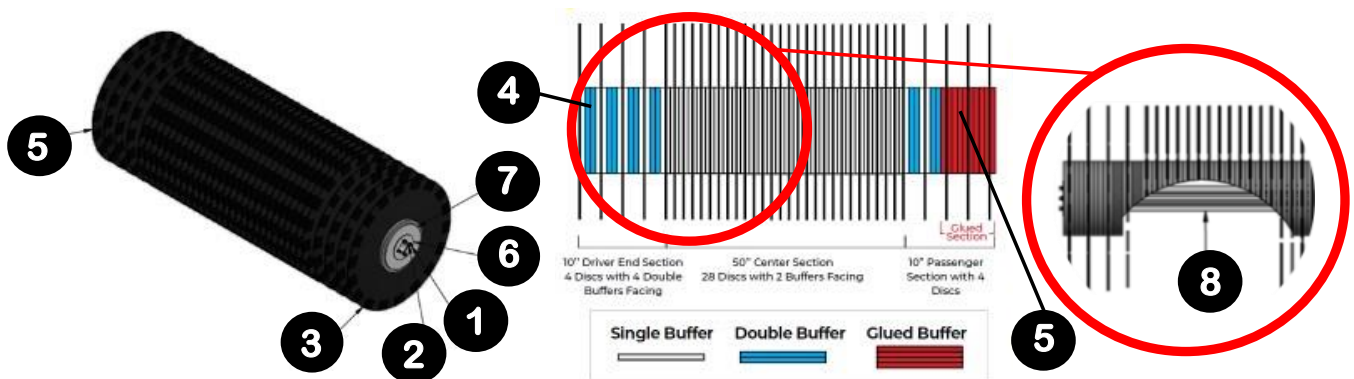 5
7
6
1
2
3
4
5
8
Glued
Section
10" Driver End Section
4 Discs with 4 Double
Buffers Facing
50" Center Section
28 Discs with 2 Buffers Facing
10" Passenger
Section with 4
Discs
Single Buffer
Double Buffer
Glued Buffer